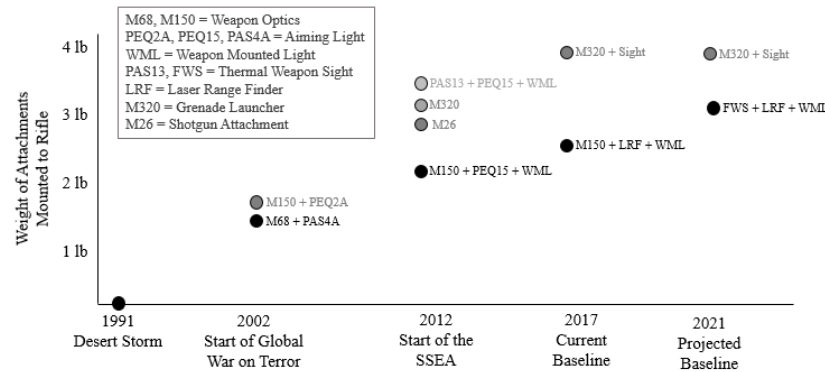 M68, M150 = Weapon Optics
PEQ2A, PEQ15, PAS4A = Aiming Light
WML = Weapon Mounted Light
PAS13, FWS = Thermal Weapon Sight
LRF = Laser Range Finder
M320 = Grenade Launcher
M26 = Shotgun Attachment
Weight of Attachments
Mounted to Rifle
4 lb
3 lb
2 lb
1 lb
M150 + PEQ2A
M68 + PAS4A
PAS13 + PEQ15 + WML
M320
M26
M150 + PEQ15 + WML
M320 + Sight
M150 + LRF + WML
M320 + Sight
FWS + LRF + WML
1991
Desert Storm
2002
Start of Global
War on Terror
2012
Start of the
SSEA
2017
Current
Baseline
2021
Projected
Baseline